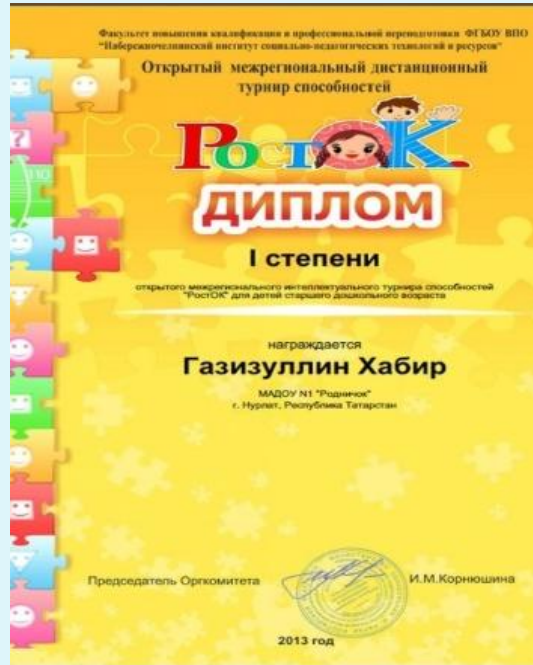 Факультет повышения квалификации и профессиональной переподготовки ФГБОУ ВПО
"Набережночелнинский институт социально-педагогических технологий и ресурсов"
Открытый межрегиональный дистанционный
турнир способностей
РостОК
ДИПЛОМ
I степени
открытого межрегионального интеллектуального турнира способностей
"РостОК" для детей старшего дошкольного возраста
награждается
Газизуллин Хабир
МАДОУ N1 "Родничок"
г. Нурлат, Республика Татарстан
Председатель Оргкомитета
И.М.Корнюшина
2013 год